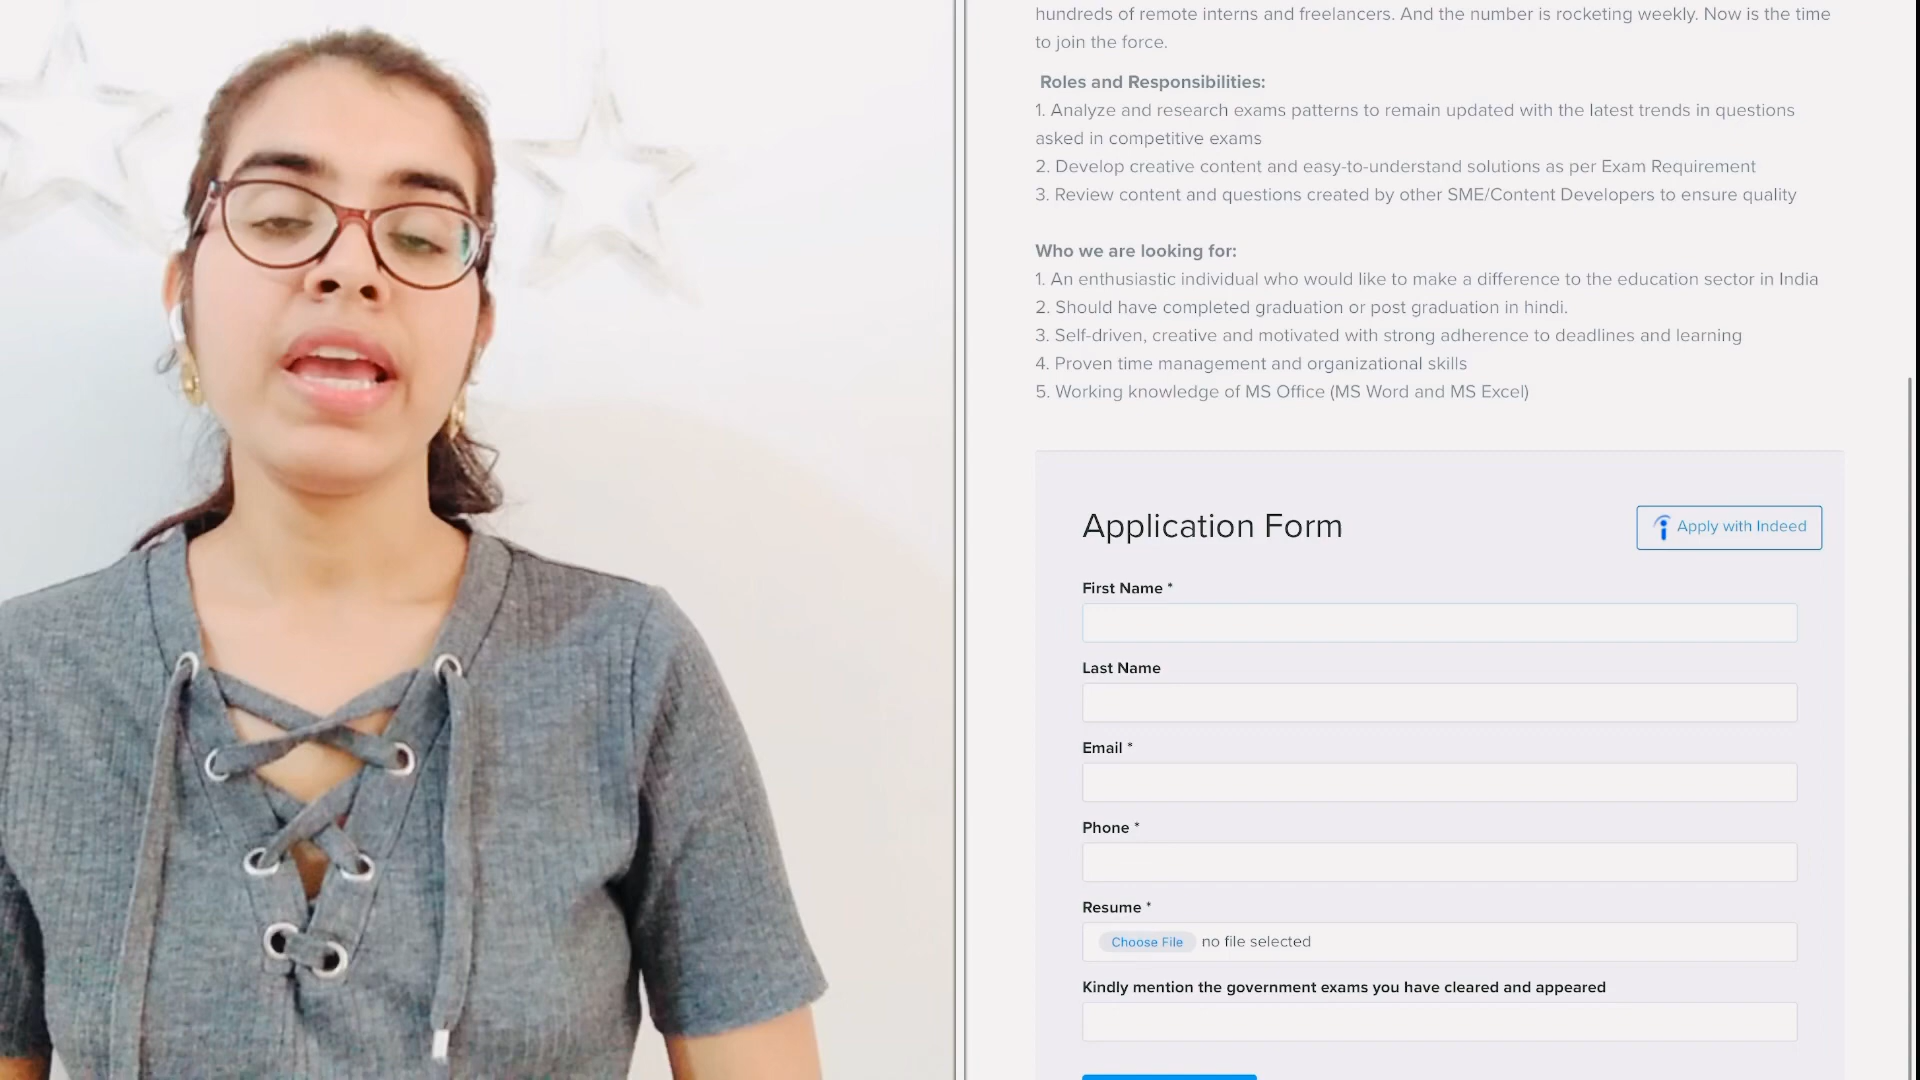 hundreds of remote interns and freelancers. And the number is rocketing weekly. Now is the time
to join the force.
Roles and Responsibilities:
1. Analyze and research exams patterns to remain updated with the latest trends in questions
asked in competitive exams
2. Develop creative content and easy-to-understand solutions as per Exam Requirement
3. Review content and questions created by other SME/Content Developers to ensure quality
Who we are looking for:
1. An enthusiastic individual who would like to make a difference to the education sector in India
2. Should have completed graduation or post graduation in hindi.
3. Self-driven, creative and motivated with strong adherence to deadlines and learning
4. Proven time management and organizational skills
5. Working knowledge of MS Office (MS Word and MS Excel)
Application Form
Apply with Indeed
First Name *
Last Name
Email *
Phone *
Resume *
Choose File no file selected
Kindly mention the government exams you have cleared and appeared